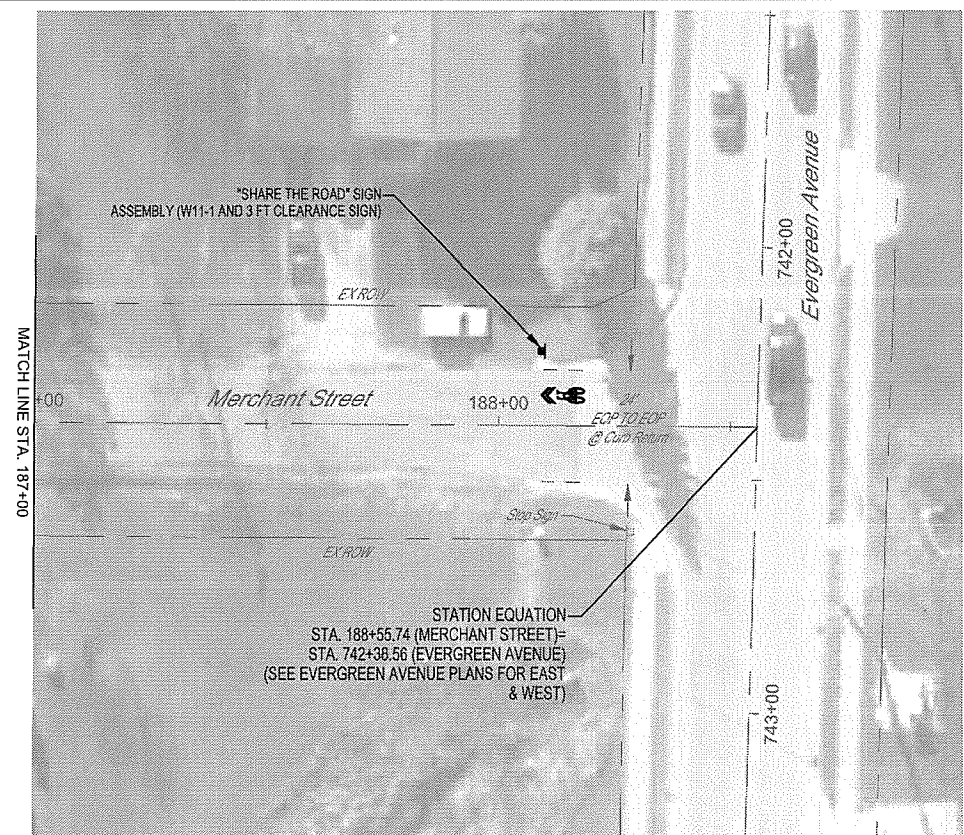 "SHARE THE ROAD" SIGN
ASSEMBLY (W11-1 AND 3 FT CLEARANCE SIGN)
Evergreen Avenue
742+00
EX ROW
MATCH LINE STA. 187+00
+00
Merchant Street
188+00
24'
EOP TO EOP
@ Curb Return
Stop Sign
EX ROW
STATION EQUATION
STA. 188+55.74 (MERCHANT STREET)=
STA. 742+38.56 (EVERGREEN AVENUE)
(SEE EVERGREEN AVENUE PLANS FOR EAST
& WEST)
743+00